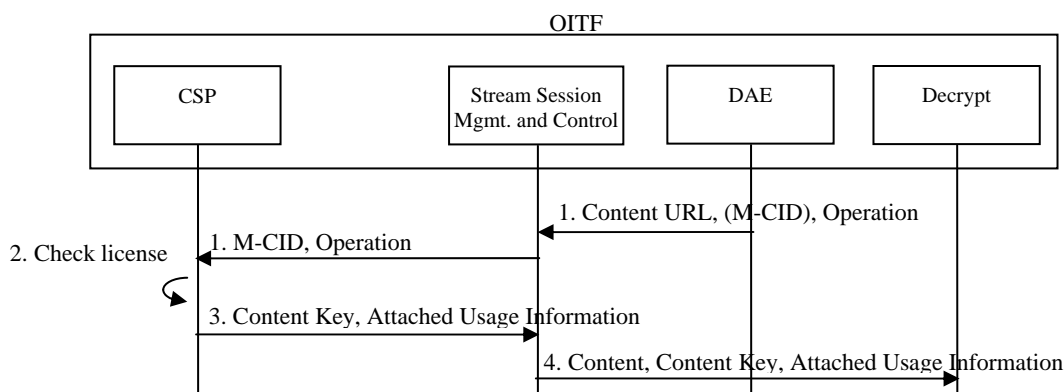 OITF
CSP
Stream Session
Mgmt. and Control
DAE
Decrypt
1. Content URL, (M-CID), Operation
1. M-CID, Operation
2. Check license
3. Content Key, Attached Usage Information
4. Content, Content Key, Attached Usage Information